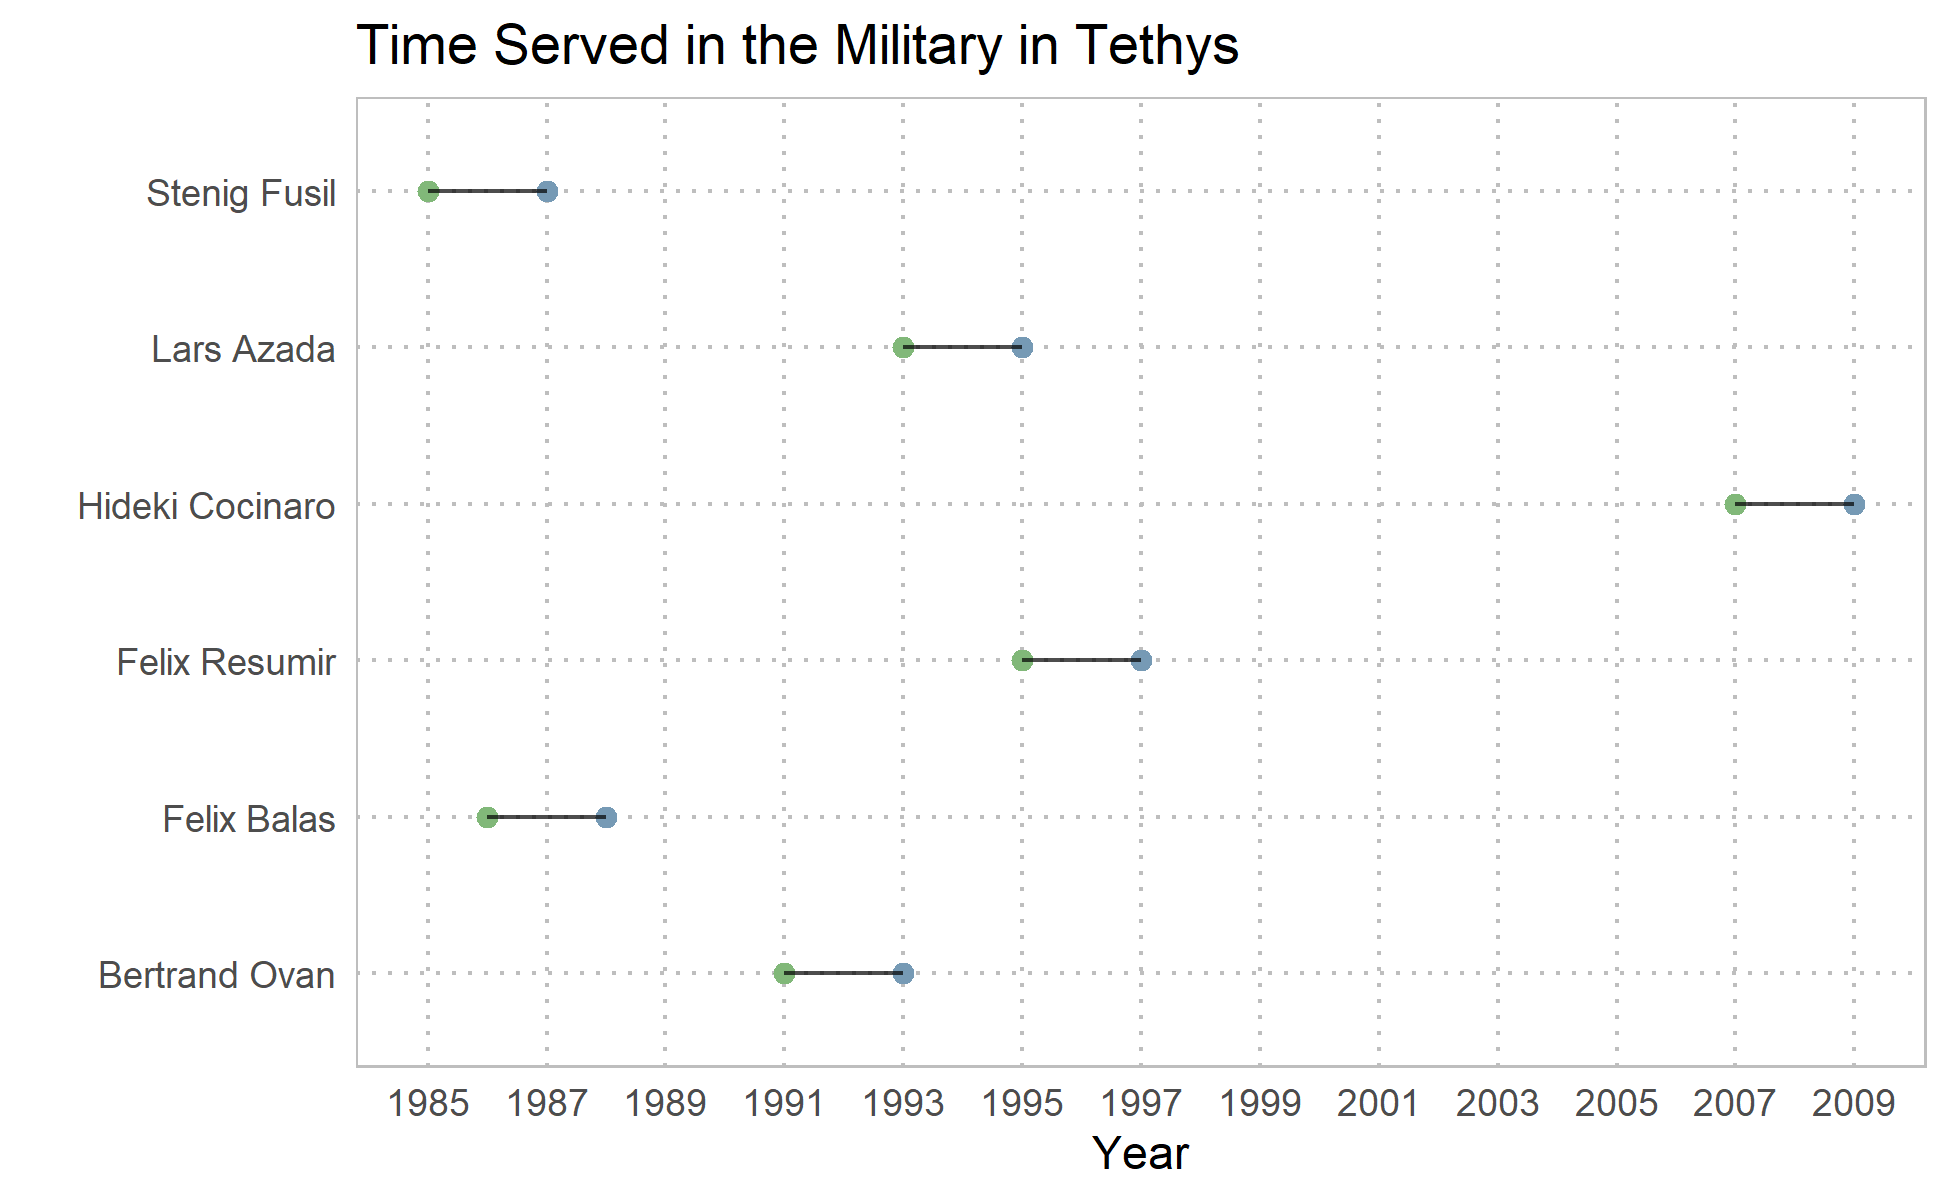 Time Served in the Military in Tethys
Stenig Fusil
Lars Azada
Hideki Cocinaro
Felix Resumir
Felix Balas
Bertrand Ovan
1985 1987 1989 1991 1993 1995 1997 1999 2001 2003 2005 2007 2009
Year